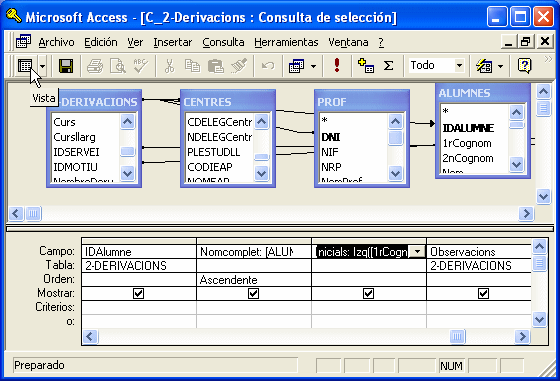 Microsoft Access - [C_2-Derivacions : Consulta de selección]
Archivo Edición Ver Insertar Consulta Herramientas Ventana ?
Todo
Vista
-DERIVACIONS
Curs
Cursllarg
IDSERVEI
IDMOTIU
CENTRES
CDELEGCentr
NDELEGCentr
PLESTUDLL
CODIEAP
NOMEAP
PROF
*
DNI
NIF
NRP
NomProf
ALUMNES
*
IDALUMNE
1rCognom
2nCognom
Nom
Campo: IDAlumne Nomcomplet: [ALUM nicials: Izq([1rCogn Observacions
Tabla: 2-DERIVACIONS 2-DERIVACIONS
Orden: Ascendente
Mostrar:
Criterios:
o:
Preparado NUM